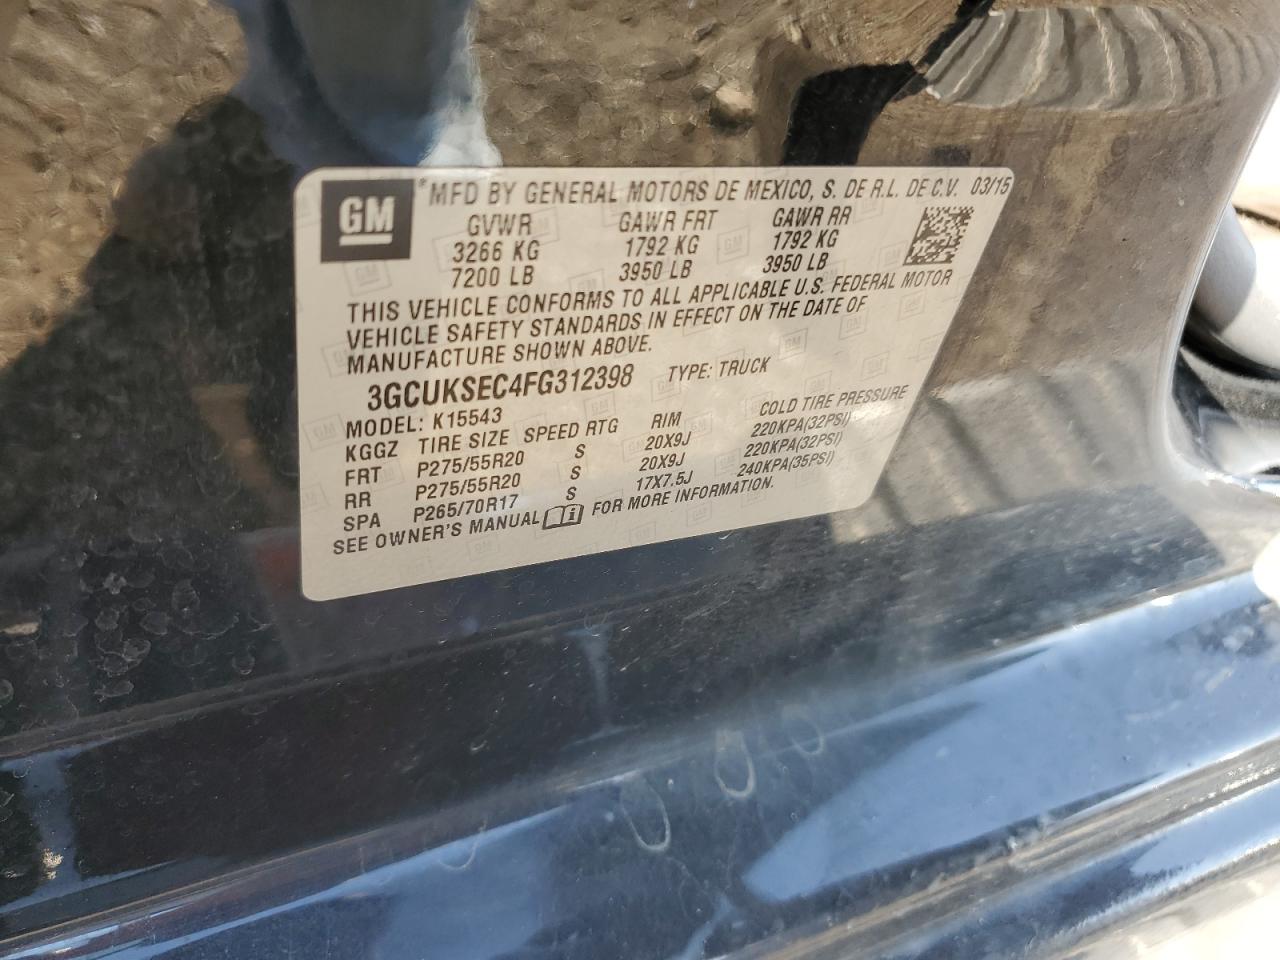 GM *MFD BY GENERAL MOTORS DE MEXICO, S. DE R.L. DE C.V. 03/15
GVWR GAWR FRT GAWR RR
3266 KG 1792 KG 1792 KG
7200 LB 3950 LB 3950 LB
THIS VEHICLE CONFORMS TO ALL APPLICABLE U.S. FEDERAL MOTOR
VEHICLE SAFETY STANDARDS IN EFFECT ON THE DATE OF
MANUFACTURE SHOWN ABOVE.
3GCUKSEC4FG312398 TYPE: TRUCK
MODEL: K15543
KGGZ TIRE SIZE SPEED RTG RIM COLD TIRE PRESSURE
FRT P275/55R20 S 20X9J 220KPA(32PSI)
RR P275/55R20 S 20X9J 220KPA(32PSI)
SPA P265/70R17 S 17X7.5J 240KPA(35PSI)
SEE OWNER'S MANUAL FOR MORE INFORMATION.